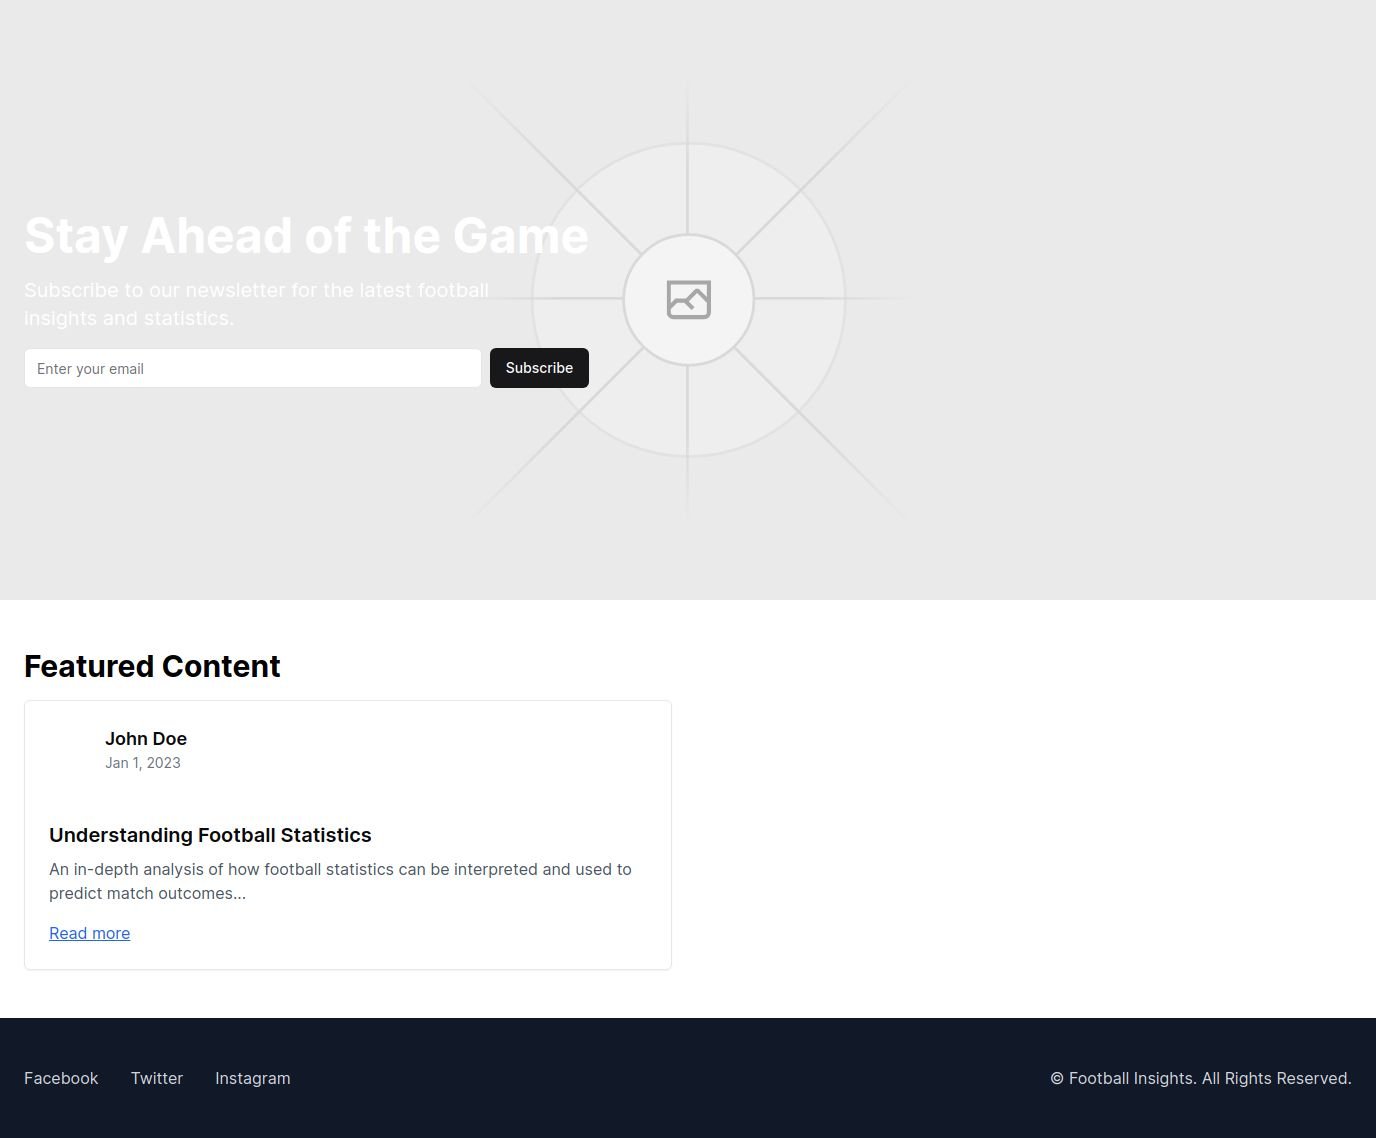 Stay Ahead of the Game
Subscribe to our newsletter for the latest football
insights and statistics.
Enter your email
Subscribe
Featured Content
John Doe
Jan 1, 2023
Understanding Football Statistics
An in-depth analysis of how football statistics can be interpreted and used to
predict match outcomes...
Read more
Facebook
Twitter
Instagram
© Football Insights. All Rights Reserved.